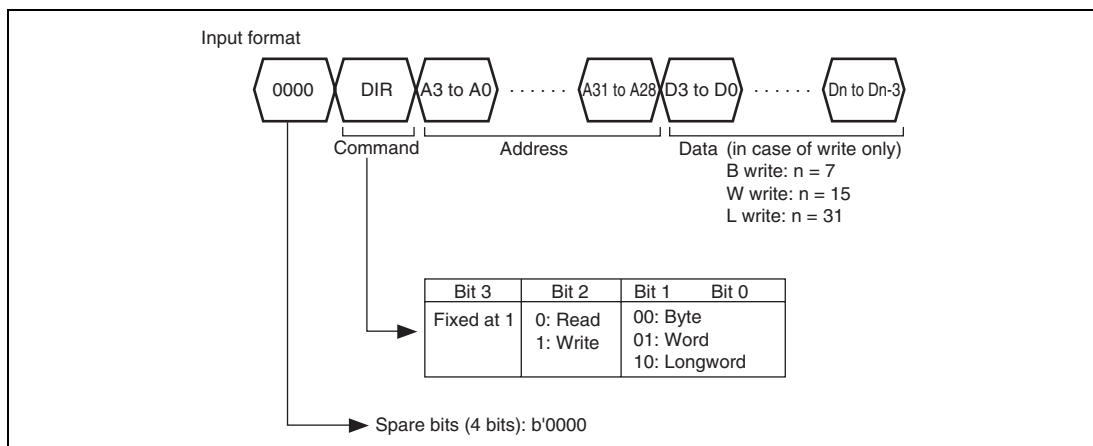 Input format
0000 DIR A3 to A0 · · · · · · A31 to A28 D3 to D0 · · · · · · Dn to Dn-3
Command Address Data (in case of write only)
B write: n = 7
W write: n = 15
L write: n = 31
Bit 3 Bit 2 Bit 1 Bit 0
Fixed at 1 0: Read 00: Byte
1: Write 01: Word
10: Longword
Spare bits (4 bits): b'0000